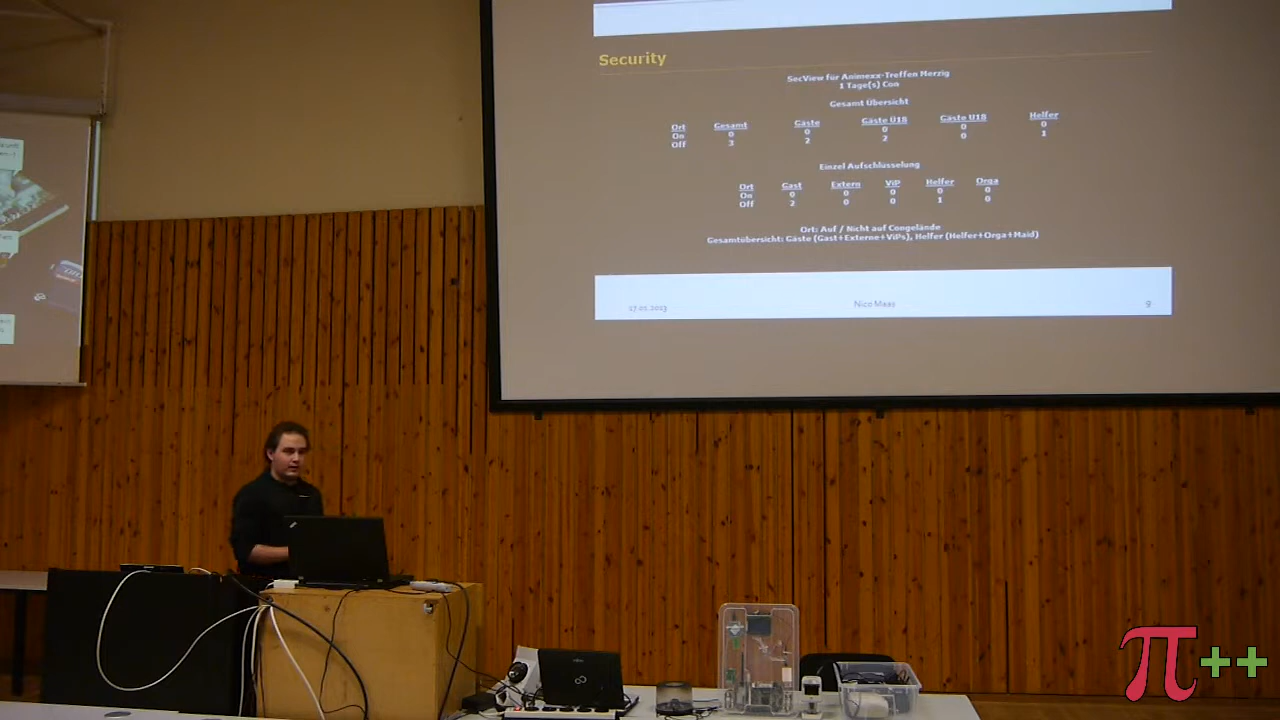 Security
SecView für Animexx-Treffen Merzig
1 Tage(s) Con
Gesamt Übersicht
Ort Gesamt Gäste Gäste Ü18 Gäste U18 Helfer
On 0 0 0 0 0
Off 3 2 2 0 1
Einzel Aufschlüsselung
Ort Gast Extern ViP Helfer Orga
On 0 0 0 0 0
Off 2 0 0 1 0
Ort: Auf / Nicht auf Congelände
Gesamtübersicht: Gäste (Gast+Externe+ViPs), Helfer (Helfer+Orga+Maid)
Nico Maas
9
π++